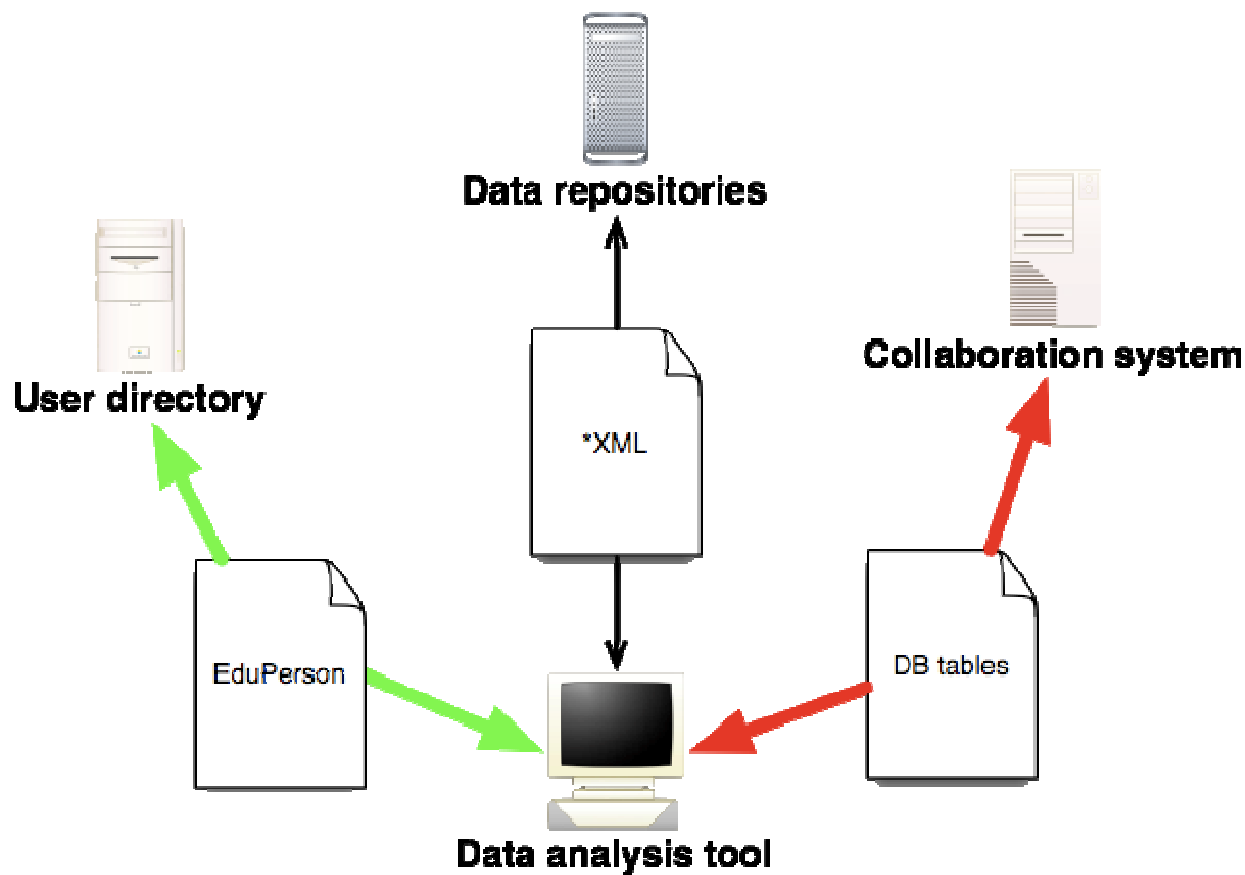 Data repositories
Collaboration system
User directory
*XML
EduPerson
DB tables
Data analysis tool